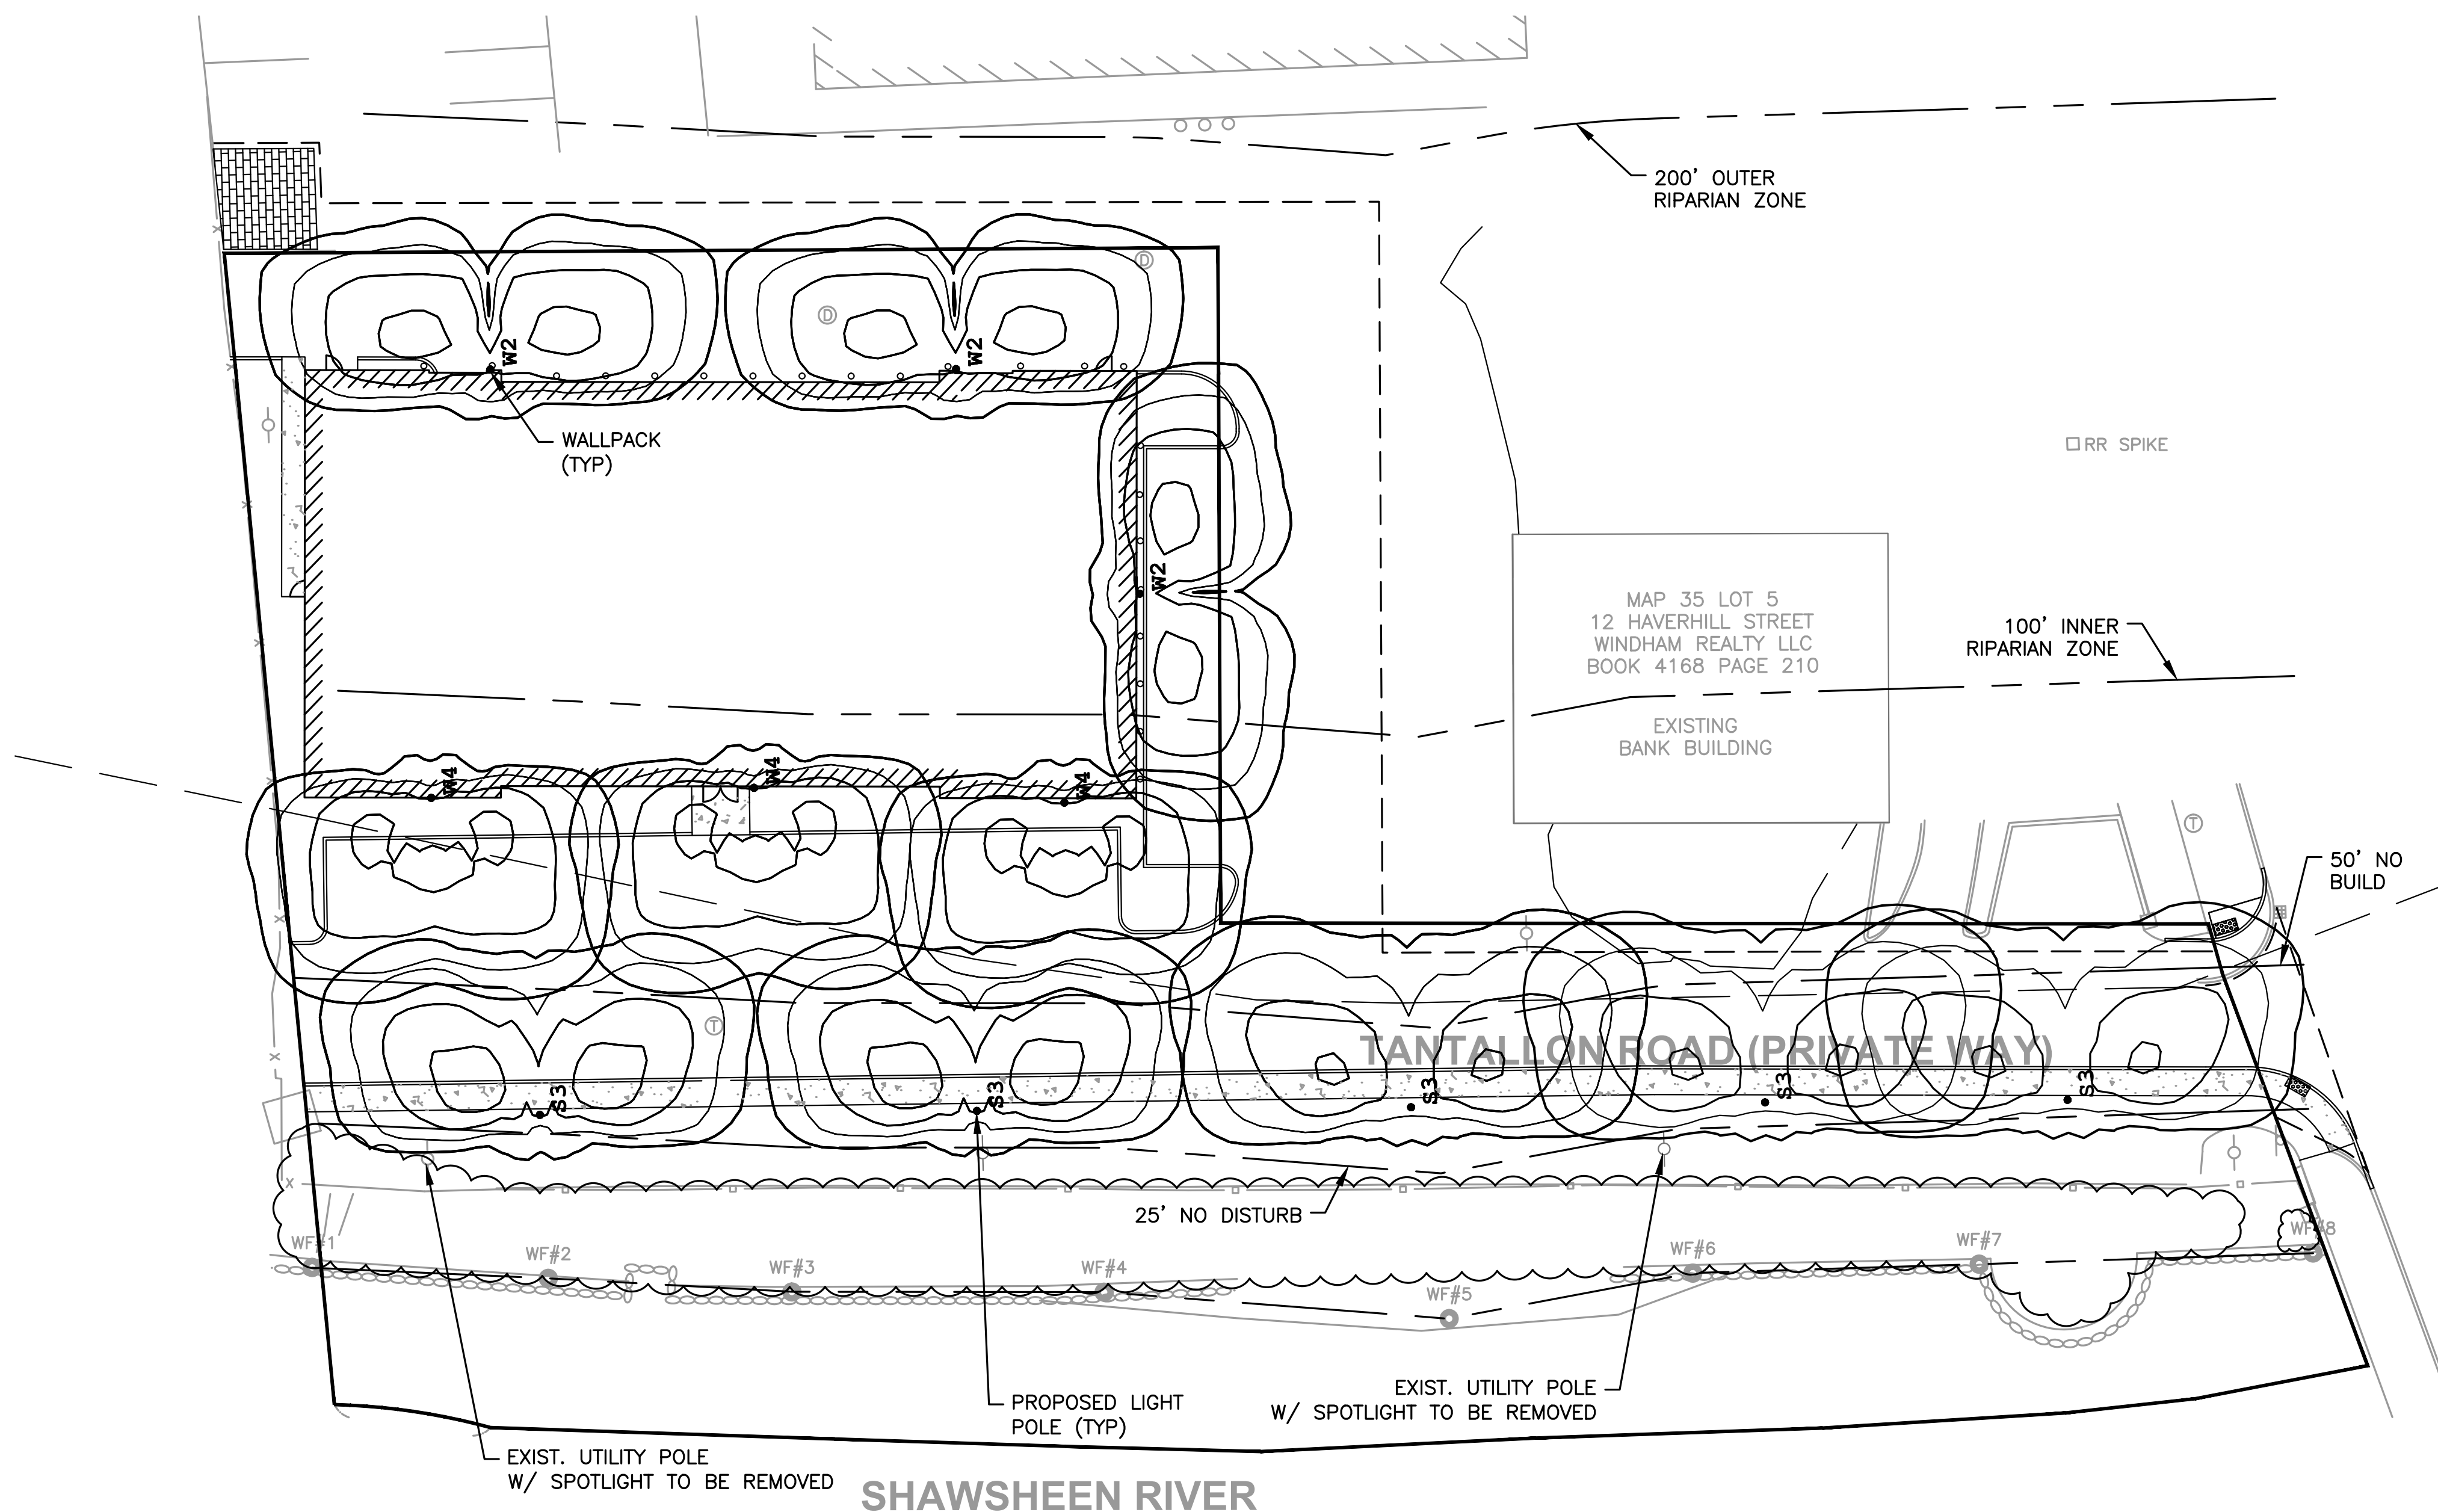 200' OUTER
RIPARIAN ZONE
D
D
W2
W2
WALLPACK
(TYP)
RR SPIKE
W2
MAP 35 LOT 5
12 HAVERHILL STREET
WINDHAM REALTY LLC
BOOK 4168 PAGE 210
EXISTING
BANK BUILDING
100' INNER
RIPARIAN ZONE
W4
W4
W4
T
50' NO
BUILD
T
TANTALLON ROAD (PRIVATE WAY)
S3
S3
S3
S3
S3
25' NO DISTURB
WF#1
WF#2
WF#3
WF#4
WF#5
WF#6
WF#7
WF#8
PROPOSED LIGHT
POLE (TYP)
EXIST. UTILITY POLE
W/ SPOTLIGHT TO BE REMOVED
EXIST. UTILITY POLE
W/ SPOTLIGHT TO BE REMOVED
SHAWSHEEN RIVER